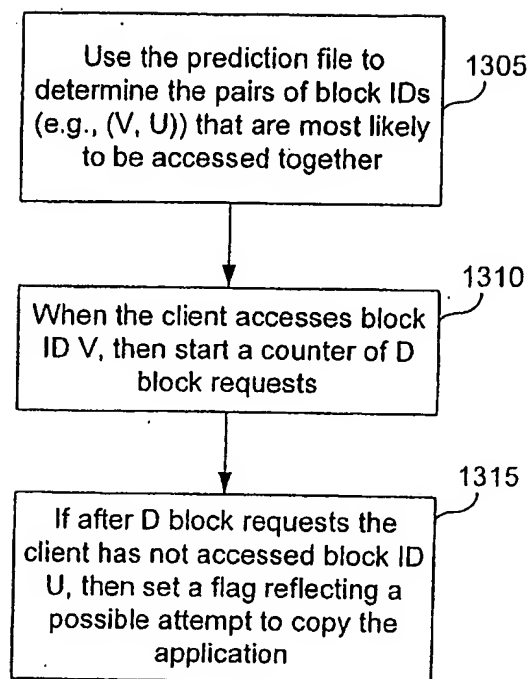 Use the prediction file to
determine the pairs of block IDs
(e.g., (V, U)) that are most likely
to be accessed together
1305
When the client accesses block
ID V, then start a counter of D
block requests
1310
If after D block requests the
client has not accessed block ID
U, then set a flag reflecting a
possible attempt to copy the
application
1315